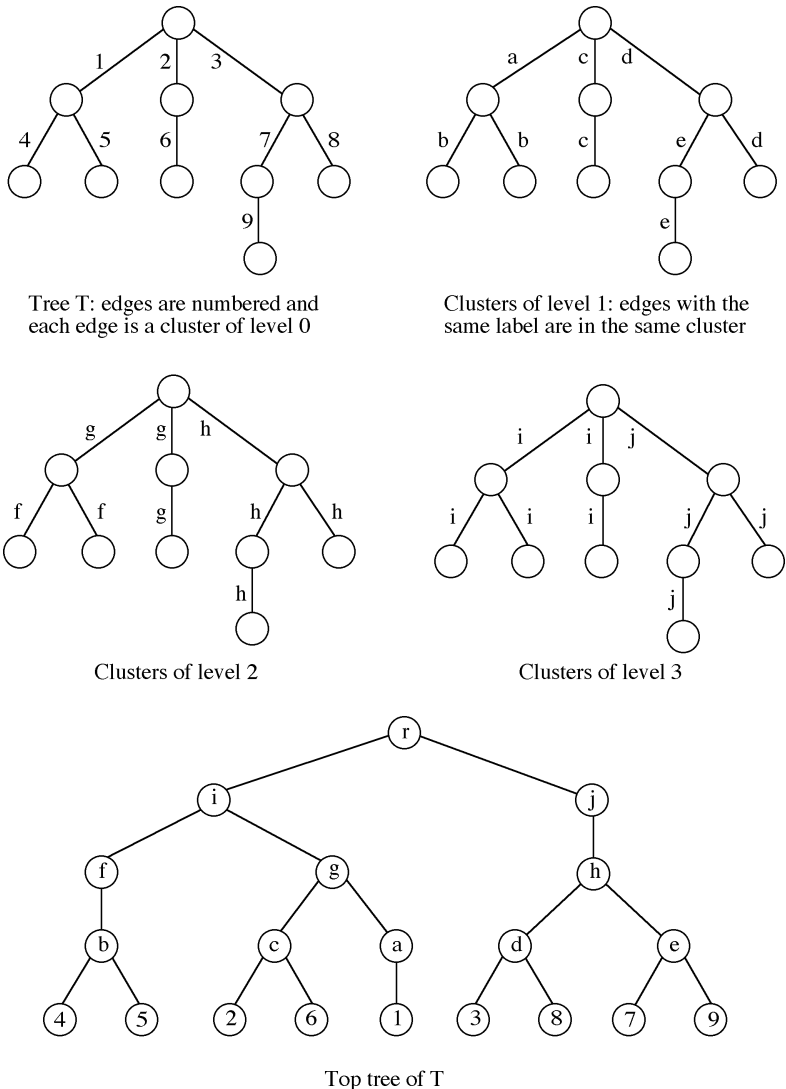 1 2 3
4 5 6 7 8
9
Tree T: edges are numbered and
each edge is a cluster of level 0
a c d
b b c e d
e
Clusters of level 1: edges with the
same label are in the same cluster
g g h
f f g h h
h
Clusters of level 2
i i j
i i i j j
j
Clusters of level 3
r
i j
f g h
b c a d e
4 5 2 6 1 3 8 7 9
Top tree of T